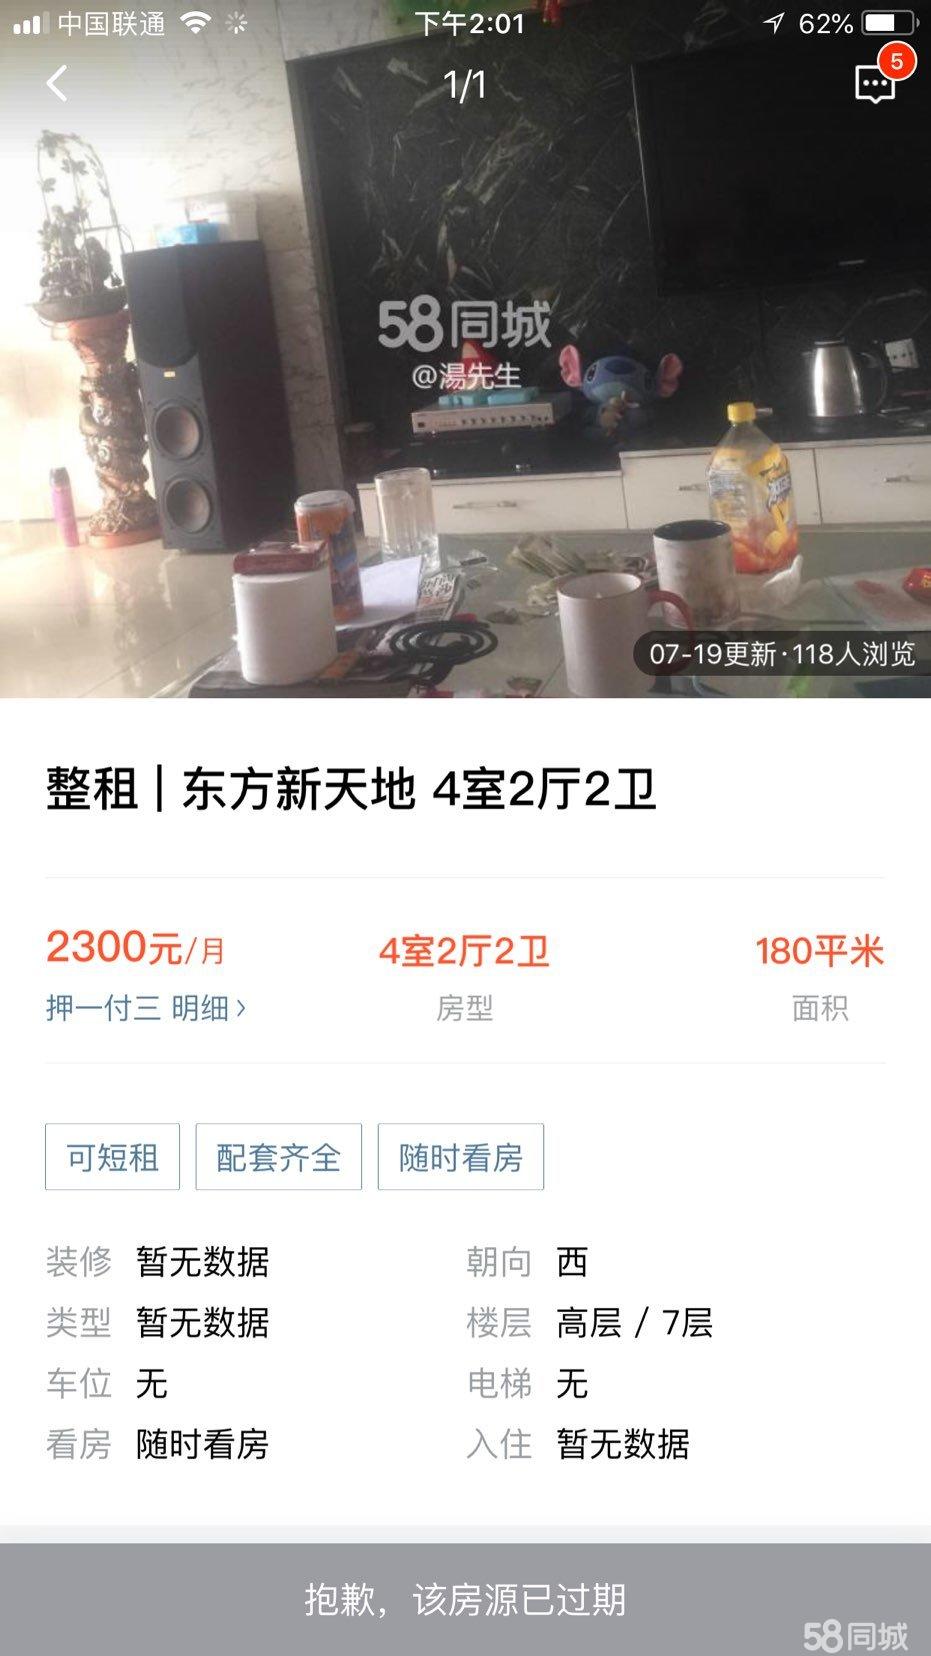 中国联通
下午2:01
62%
1/1
5
58同城
@湯先生
07-19更新·118人浏览
整租 | 东方新天地 4室2厅2卫
2300元/月
4室2厅2卫
180平米
押一付三 明细>
房型
面积
可短租
配套齐全
随时看房
装修 暂无数据
朝向 西
类型 暂无数据
楼层 高层 / 7层
车位 无
电梯 无
看房 随时看房
入住 暂无数据
抱歉，该房源已过期
58同城